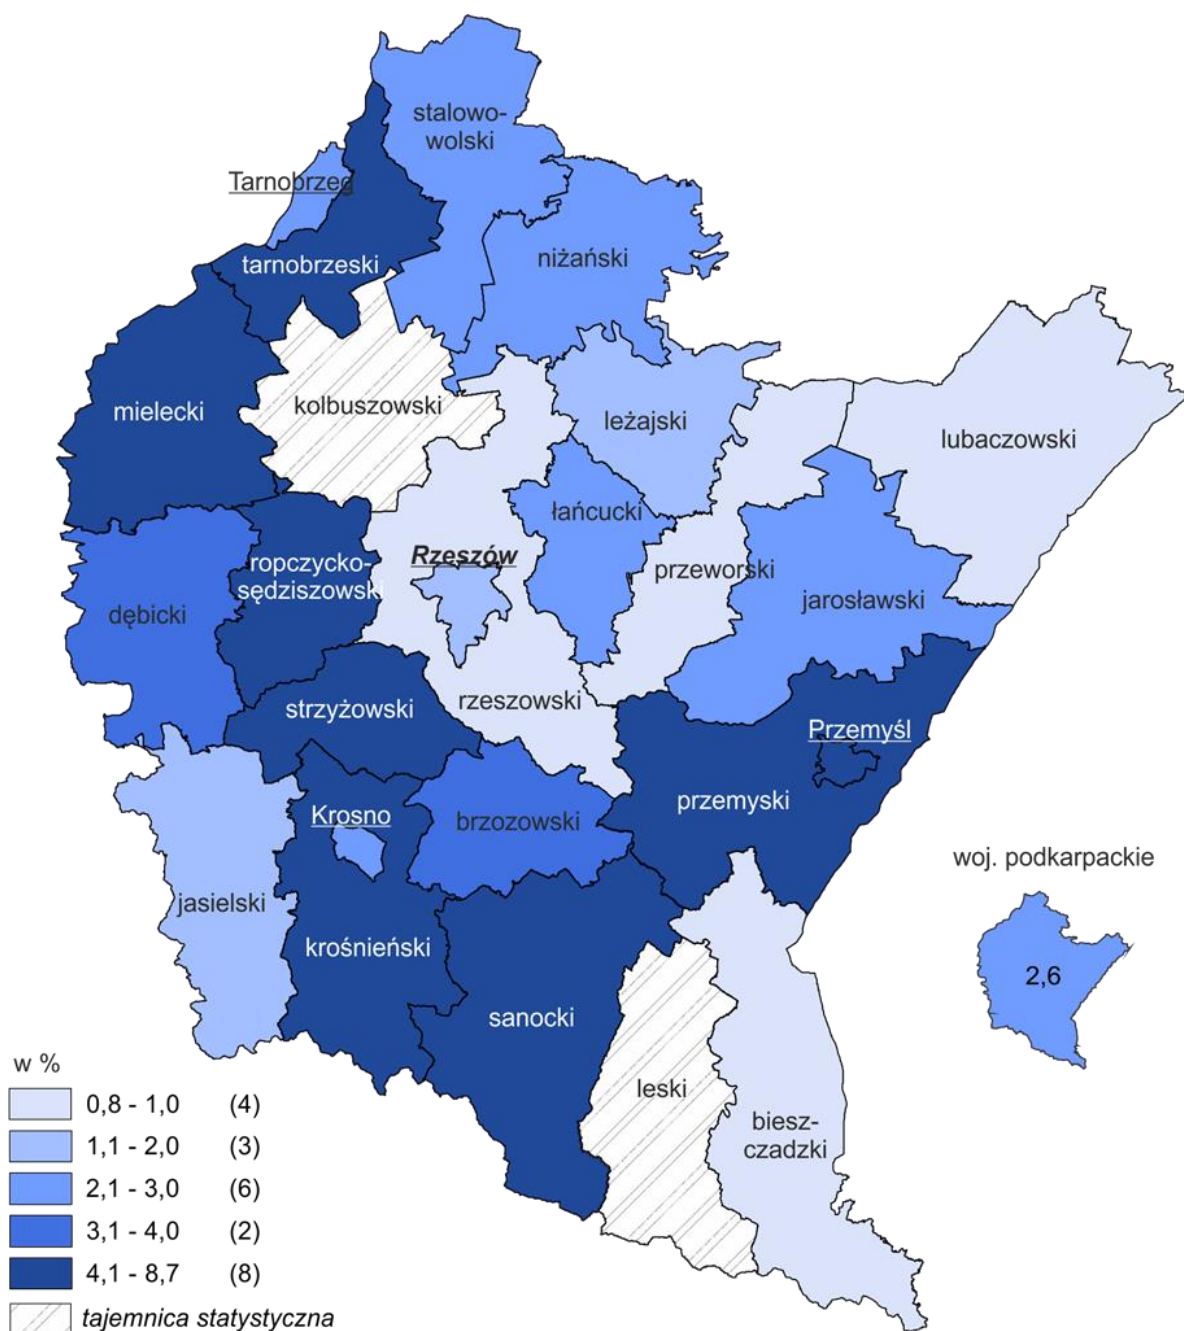 stalowo-
wolski
Tarnobrzeg
tarnobrzeski
niżański
mielecki
kolbuszowski
leżajski
lubaczowski
łańcucki
ropczycko-
sędziszowski
Rzeszów
przeworski
jarosławski
dębicki
strzyżowski
rzeszowski
Przemyśl
przemyski
Krosno
brzozowski
woj. podkarpackie
jasielski
krośnieński
2,6
sanocki
leski
biesz-
czadzki
w %
0,8 - 1,0 (4)
1,1 - 2,0 (3)
2,1 - 3,0 (6)
3,1 - 4,0 (2)
4,1 - 8,7 (8)
tajemnica statystyczna